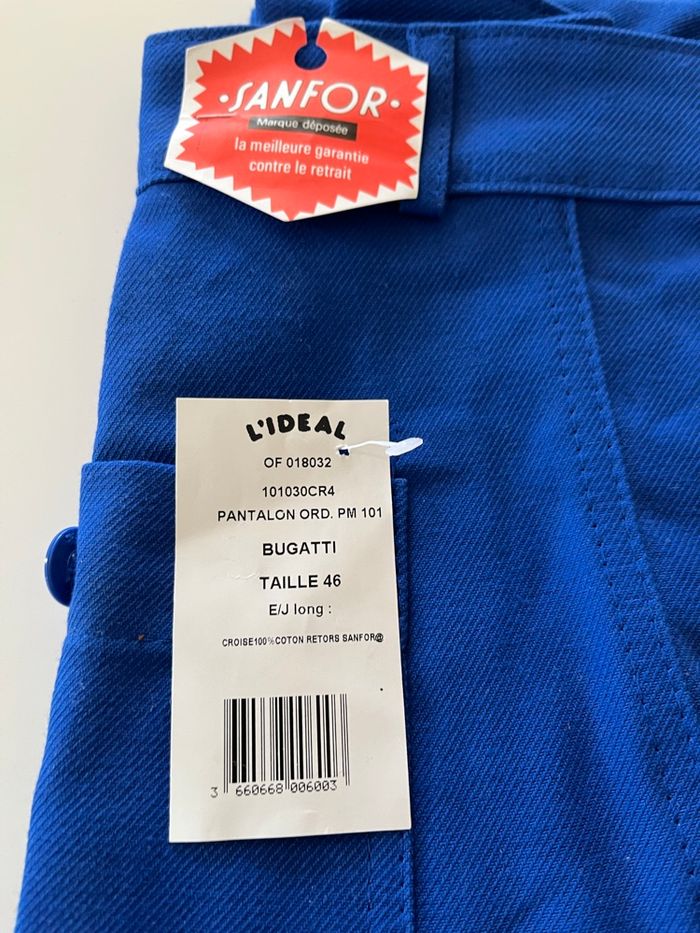 ·SANFOR·
Marque déposée
la meilleure garantie
contre le retrait
L'IDEAL
OF 018032
101030CR4
PANTALON ORD. PM 101
BUGATTI
TAILLE 46
E/J long :
CROISE100%COTON RETORS SANFOR@
3 660668 006003